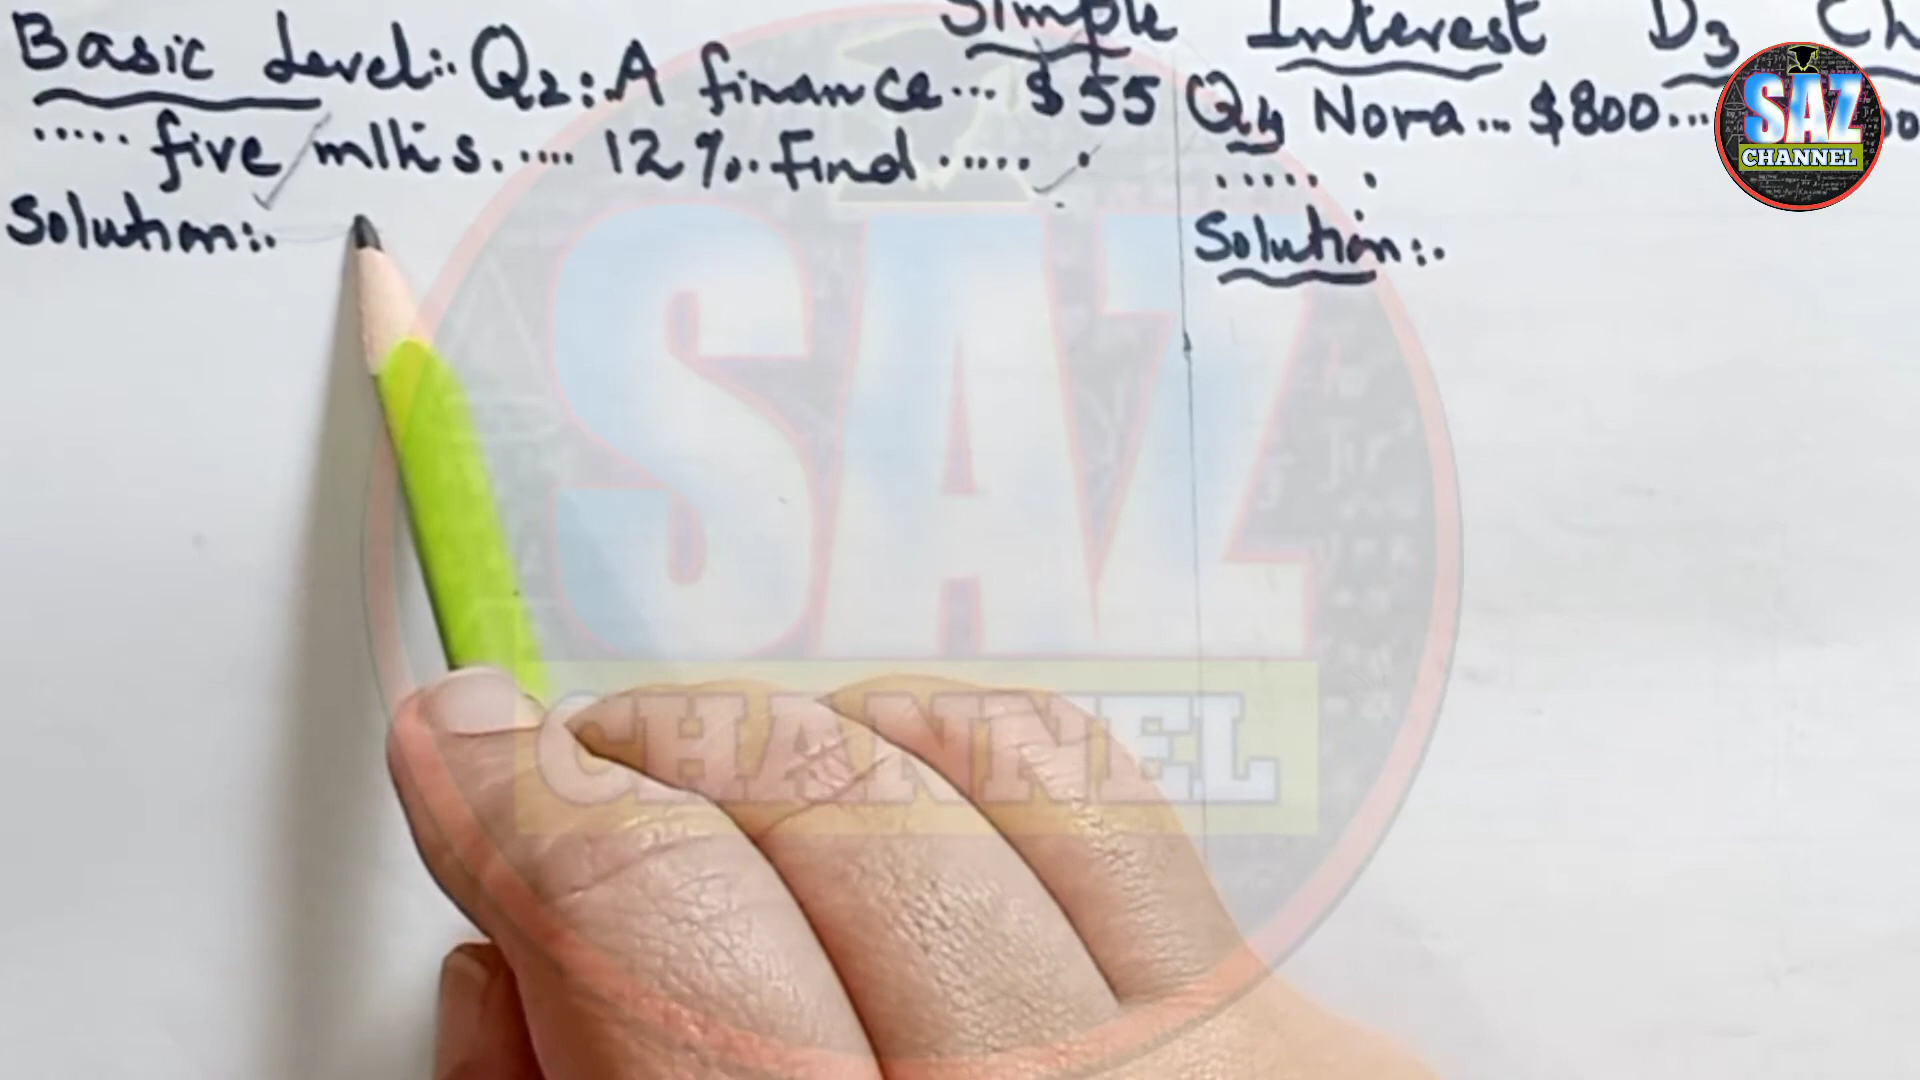 Simple Interest D3 Ch
Basic Level:. Q2:. A finance... $55
..... five mths..... 12%. Find ..... .
Solution:.
Q4 Nora... $800...
..... .
Solution:.
SAZ
CHANNEL
SAZ
CHANNEL